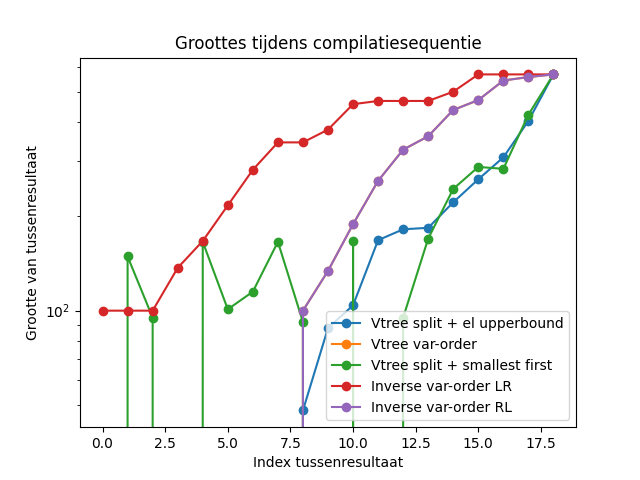 Groottes tijdens compilatiesequentie
Grootte van tussenresultaat
10²
Vtree split + el upperbound
Vtree var-order
Vtree split + smallest first
Inverse var-order LR
Inverse var-order RL
0.0 2.5 5.0 7.5 10.0 12.5 15.0 17.5
Index tussenresultaat